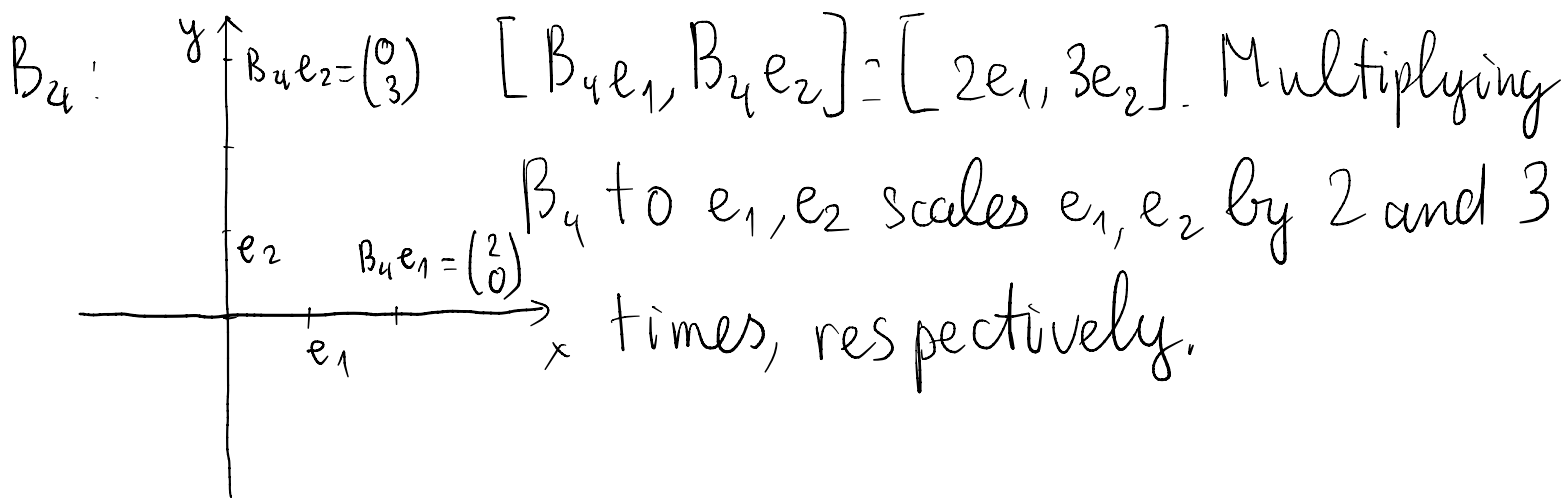 B₄:
y
B₄e₂=(0 3)
[B₄e₁, B₄e₂]=[2e₁, 3e₂]. Multiplying
B₄ to e₁, e₂ scales e₁, e₂ by 2 and 3
e₂
B₄e₁=(2 0)
times, respectively.
e₁
x